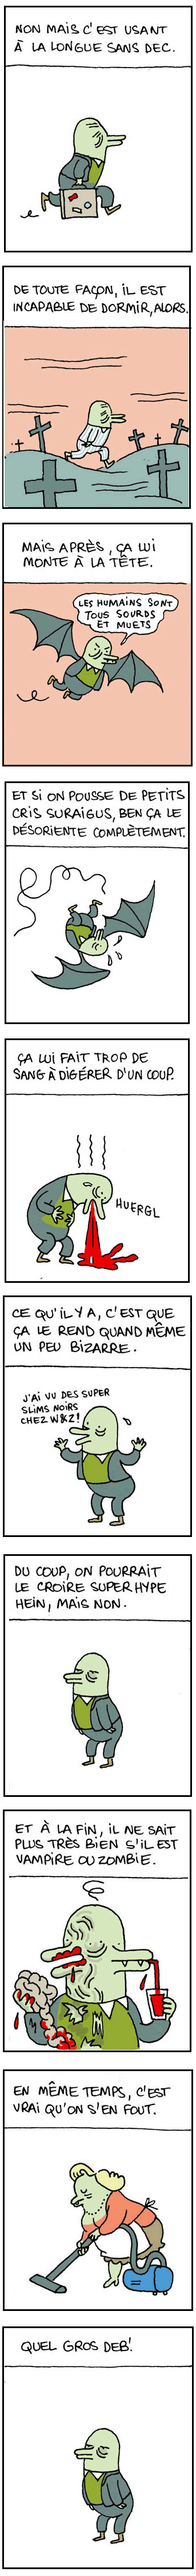 NON MAIS C'EST USANT
À LA LONGUE SANS DEC.
DE TOUTE FAÇON, IL EST
INCAPABLE DE DORMIR, ALORS.
MAIS APRÈS, ÇA LUI
MONTE À LA TÊTE.
LES HUMAINS SONT
TOUS SOURDS
ET MUETS
ET SI ON POUSSE DE PETITS
CRIS SURAIGUS, BEN ÇA LE
DÉSORIENTE COMPLÈTEMENT.
ÇA LUI FAIT TROP DE
SANG À DIGÉRER D'UN COUP.
HUERGL
CE QU'IL Y A, C'EST QUE
ÇA LE REND QUAND MÊME
UN PEU BIZARRE.
J'AI VU DES SUPER
SLIMS NOIRS
CHEZ W&Z!
DU COUP, ON POURRAIT
LE CROIRE SUPER HYPE
HEIN, MAIS NON.
ET À LA FIN, IL NE SAIT
PLUS TRÈS BIEN S'IL EST
VAMPIRE OU ZOMBIE.
EN MÊME TEMPS, C'EST
VRAI QU'ON S'EN FOUT.
QUEL GROS DEB'.